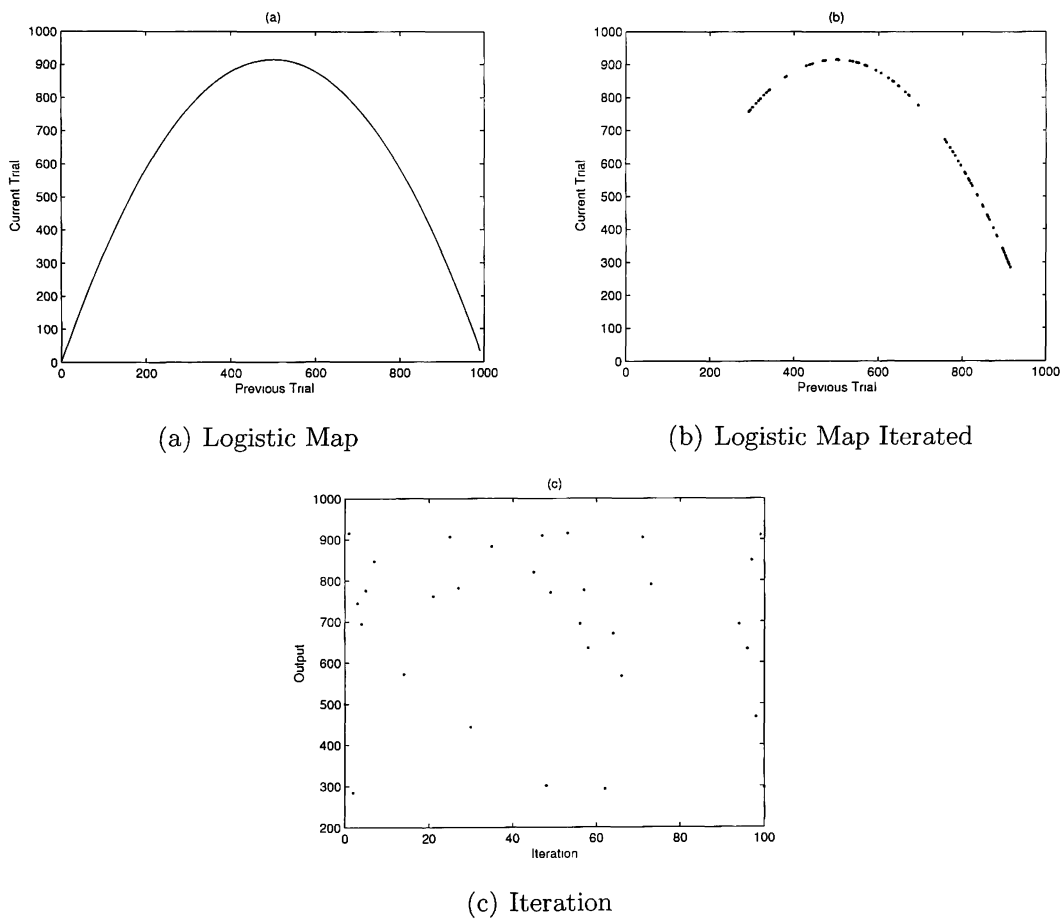 (a)
1000
900
800
700
600
500
400
300
200
100
0
Current Trial
0 200 400 600 800 1000
Previous Trial
(a) Logistic Map
(b)
1000
900
800
700
600
500
400
300
200
100
0
Current Trial
0 200 400 600 800 1000
Previous Trial
(b) Logistic Map Iterated
(c)
1000
900
800
700
600
500
400
300
200
Output
0 20 40 60 80 100
Iteration
(c) Iteration